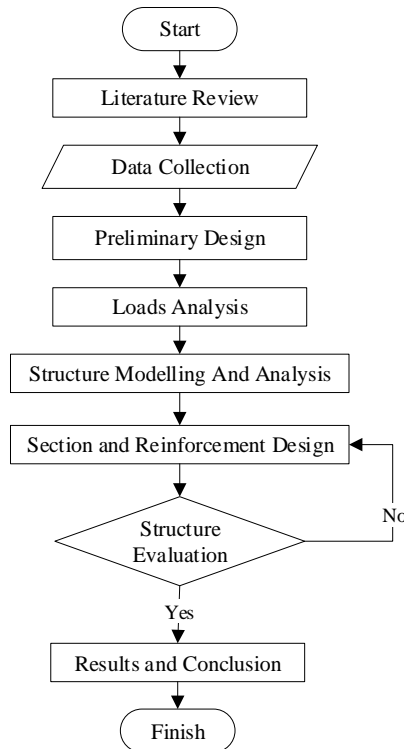 Start
Literature Review
Data Collection
Preliminary Design
Loads Analysis
Structure Modelling And Analysis
Section and Reinforcement Design
Structure
Evaluation
No
Yes
Results and Conclusion
Finish